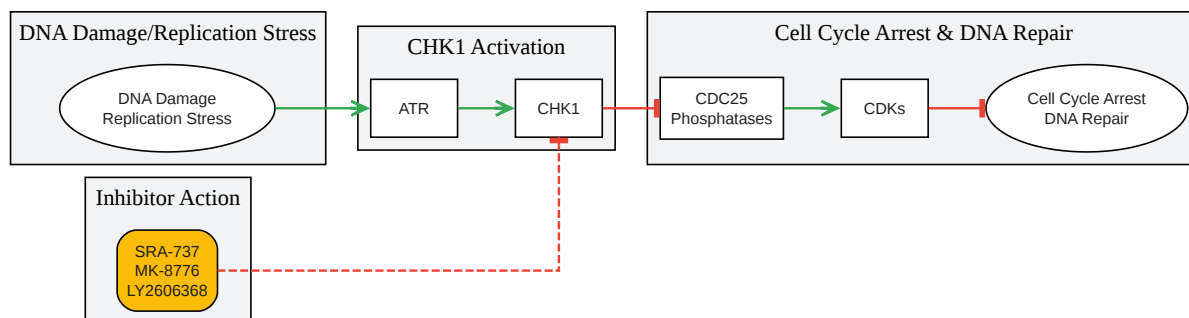 DNA Damage/Replication Stress
DNA Damage
Replication Stress
CHK1 Activation
ATR
CHK1
Cell Cycle Arrest & DNA Repair
CDC25
Phosphatases
CDKs
Cell Cycle Arrest
DNA Repair
Inhibitor Action
SRA-737
MK-8776
LY2606368